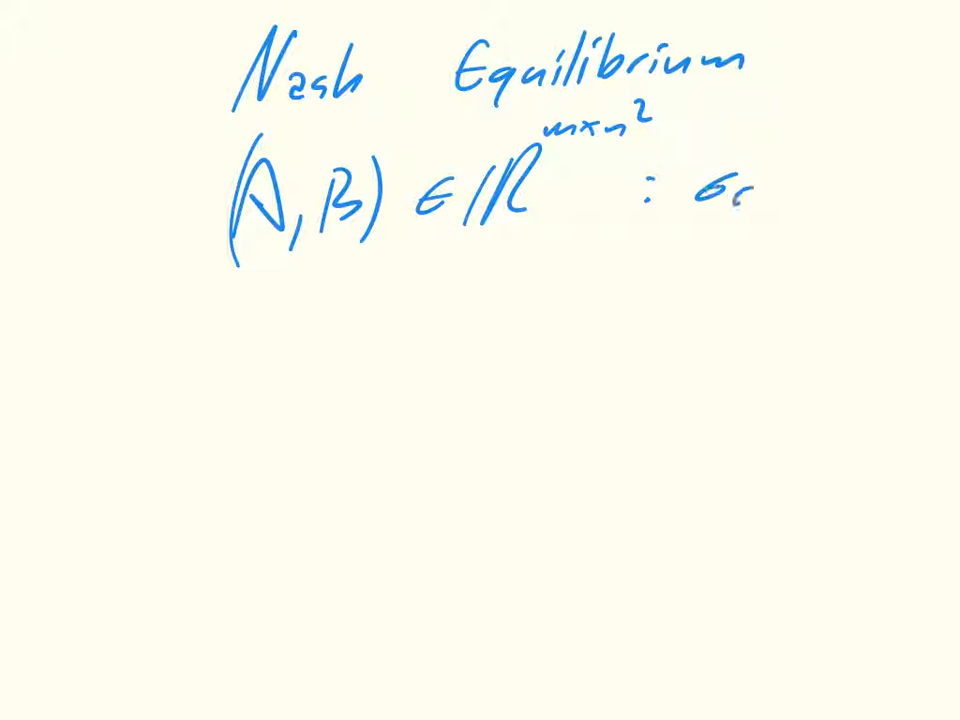 Nash Equilibrium
(A, B) ∈ ℝ^{m×n^2} : σ